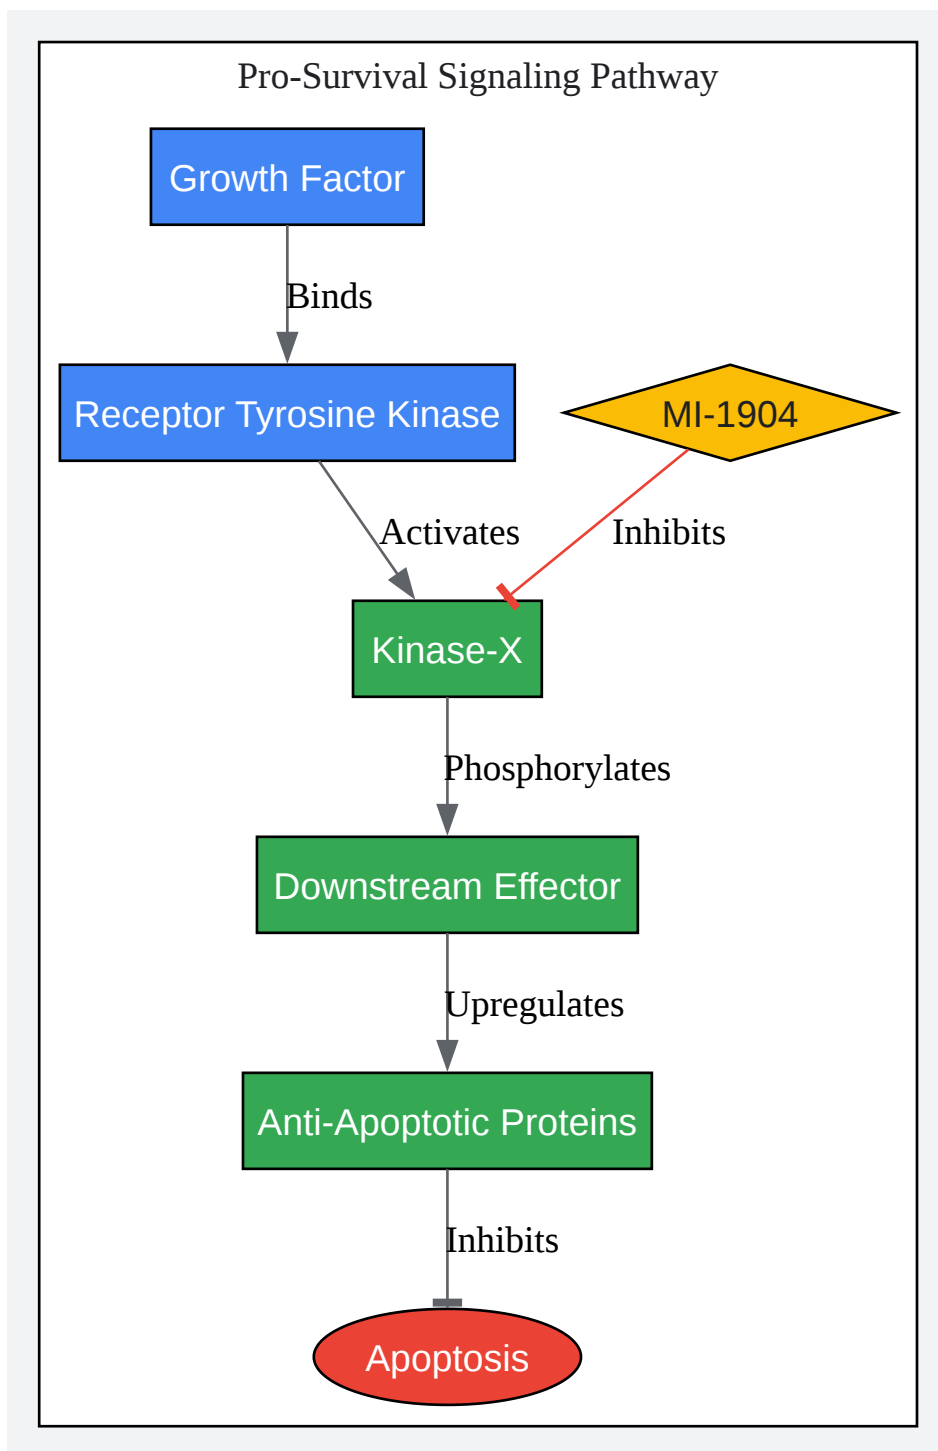 Pro-Survival Signaling Pathway
Growth Factor
Binds
Receptor Tyrosine Kinase
MI-1904
Activates
Inhibits
Kinase-X
Phosphorylates
Downstream Effector
Upregulates
Anti-Apoptotic Proteins
Inhibits
Apoptosis